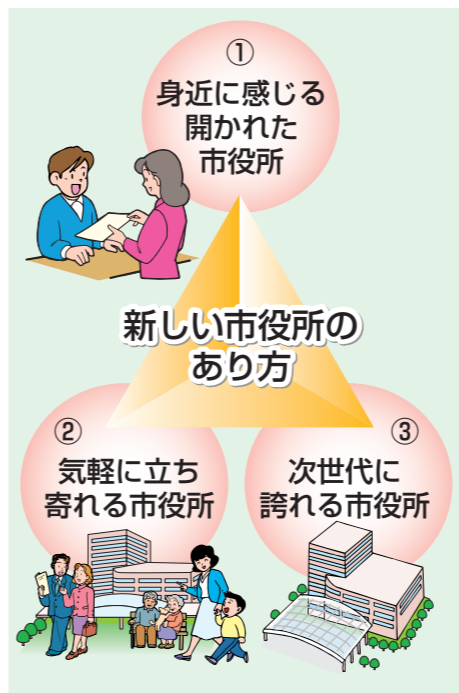 ①
身近に感じる
開かれた
市役所
新しい市役所の
あり方
②
気軽に立ち
寄れる市役所
③
次世代に
誇れる市役所